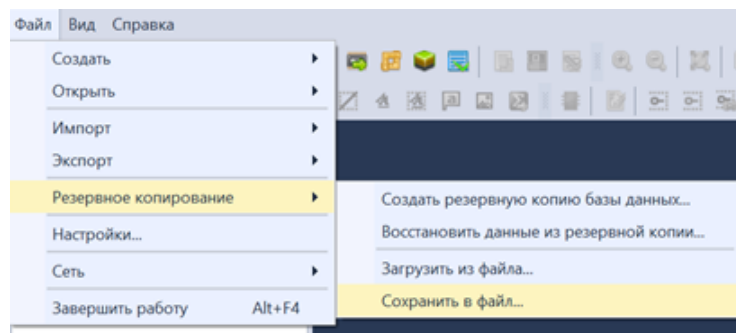 Файл Вид Справка
Создать
Открыть
Импорт
Экспорт
Резервное копирование
Создать резервную копию базы данных...
Восстановить данные из резервной копии...
Загрузить из файла...
Сохранить в файл...
Настройки...
Сеть
Завершить работу Alt+F4